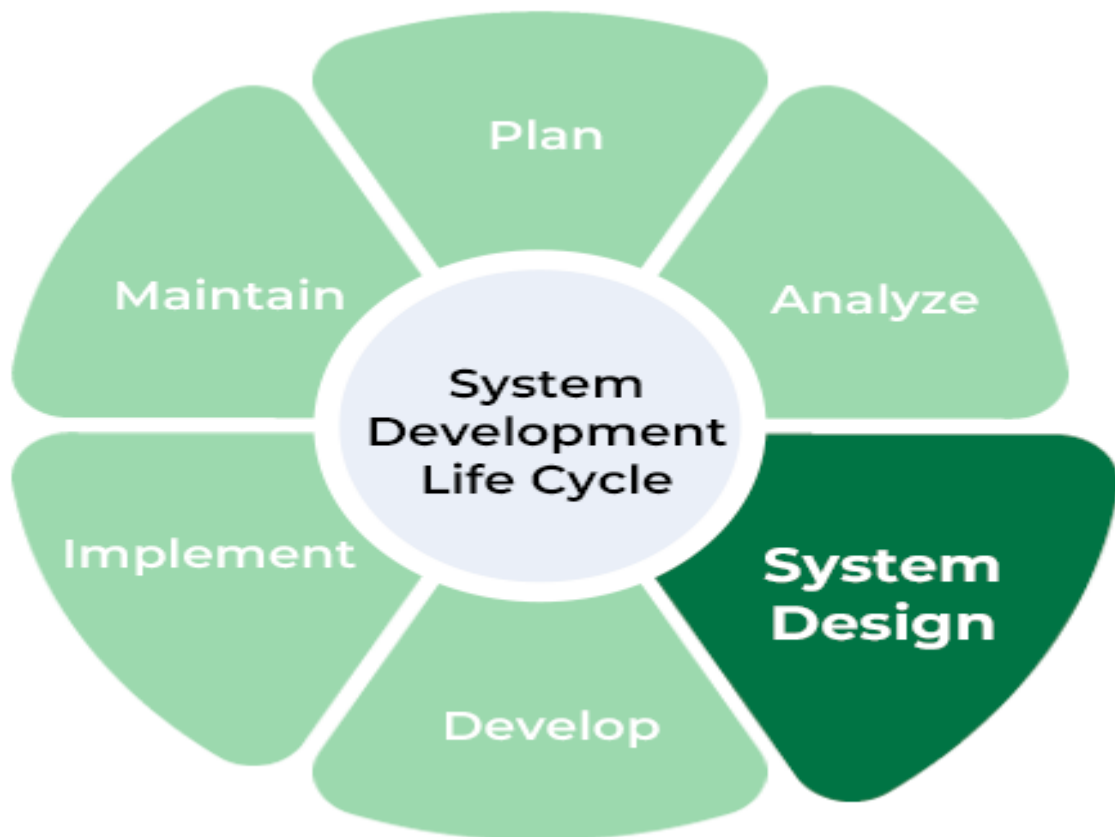 Plan
Analyze
System
Design
Develop
Implement
Maintain
System
Development
Life Cycle